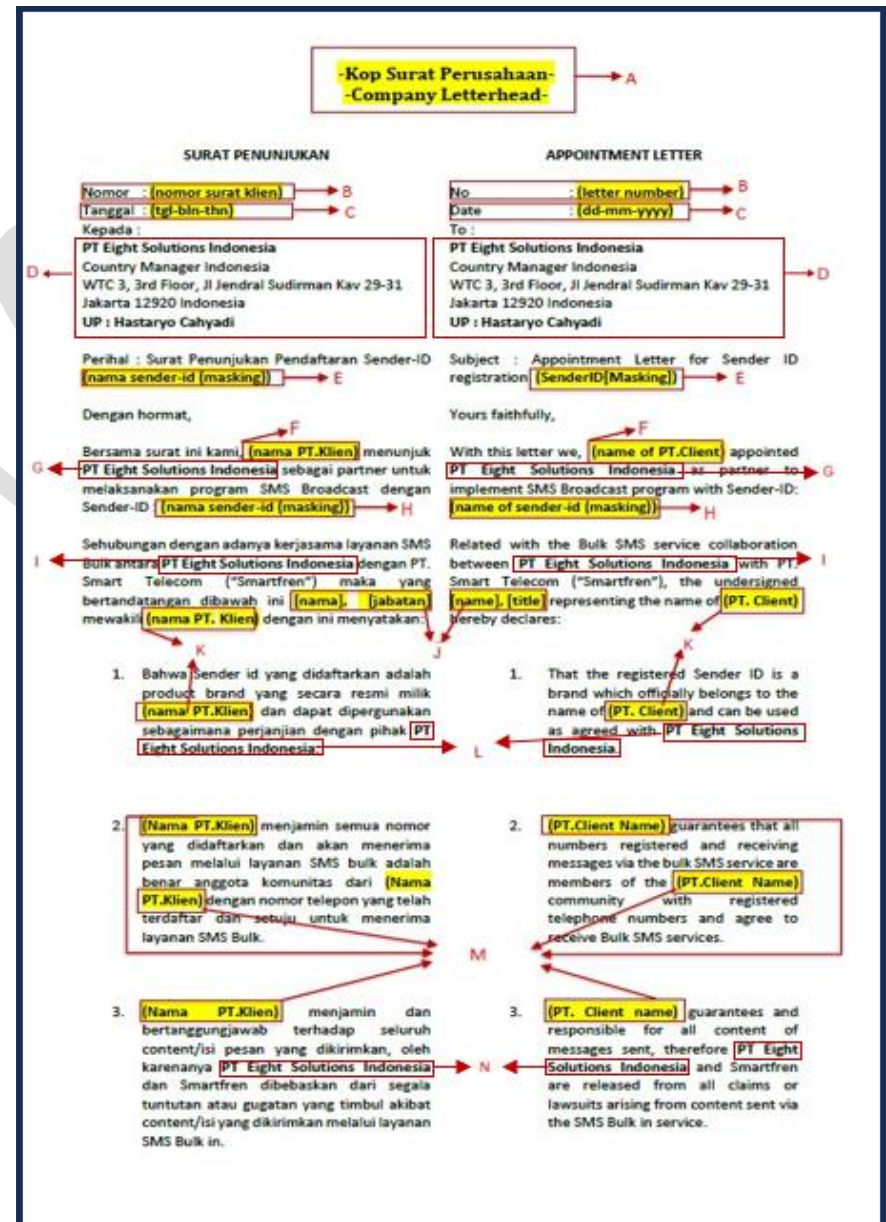 -Kop Surat Perusahaan-
-Company Letterhead-
A
SURAT PENUNJUKAN
Nomor : (nomor surat klien)
B
Tanggal : (tgl-bln-thn)
C
Kepada :
PT Eight Solutions Indonesia
Country Manager Indonesia
WTC 3, 3rd Floor, Jl Jendral Sudirman Kav 29-31
Jakarta 12920 Indonesia
UP : Hastaryo Cahyadi
D
Perihal : Surat Penunjukan Pendaftaran Sender-ID
(nama sender-id (masking))
E
Dengan hormat,
F
Bersama surat ini kami, (nama PT.Klien) menunjuk
G
PT Eight Solutions Indonesia sebagai partner untuk
melaksanakan program SMS Broadcast dengan
Sender-ID (nama sender-id (masking))
H
Sehubungan dengan adanya kerjasama layanan SMS
I
Bulk antara PT Eight Solutions Indonesia dengan PT.
Smart Telecom ("Smartfren") maka yang
bertandatangan dibawah ini (nama), [jabatan)
mewakili (nama PT. Klien) dengan ini menyatakan:
K
J
1. Bahwa Sender id yang didaftarkan adalah
product brand yang secara resmi milik
(nama PT.Klien) dan dapat dipergunakan
sebagaimana perjanjian dengan pihak PT
Eight Solutions Indonesia.
L
2. (Nama PT.Klien) menjamin semua nomor
yang didaftarkan dan akan menerima
pesan melalui layanan SMS bulk adalah
benar anggota komunitas dari (Nama
PT.Klien) dengan nomor telepon yang telah
terdaftar dan setuju untuk menerima
layanan SMS Bulk.
M
3. (Nama PT.Klien) menjamin dan
bertanggungjawab terhadap seluruh
content/isi pesan yang dikirimkan, oleh
karenanya PT Eight Solutions Indonesia
N
dan Smartfren dibebaskan dari segala
tuntutan atau gugatan yang timbul akibat
content/isi yang dikirimkan melalui layanan
SMS Bulk in.
APPOINTMENT LETTER
No : (letter number)
B
Date : (dd-mm-yyyy)
C
To :
PT Eight Solutions Indonesia
Country Manager Indonesia
WTC 3, 3rd Floor, Jl Jendral Sudirman Kav 29-31
Jakarta 12920 Indonesia
UP : Hastaryo Cahyadi
D
Subject : Appointment Letter for Sender ID
registration (SenderID[Masking])
E
Yours faithfully,
F
With this letter we, (name of PT.Client) appointed
PT Eight Solutions Indonesia as partner to
G
implement SMS Broadcast program with Sender-ID:
(name of sender-id (masking))
H
Related with the Bulk SMS service collaboration
between PT Eight Solutions Indonesia with PT.
I
Smart Telecom ("Smartfren"), the undersigned
(name), [title] representing the name of (PT. Client)
hereby declares:
K
1. That the registered Sender ID is a
brand which officially belongs to the
name of (PT. Client) and can be used
as agreed with PT Eight Solutions
Indonesia.
2. (PT.Client Name) guarantees that all
numbers registered and receiving
messages via the bulk SMS service are
members of the (PT.Client Name)
community with registered
telephone numbers and agree to
receive Bulk SMS services.
3. (PT. Client name) guarantees and
responsible for all content of
messages sent, therefore PT Eight
Solutions Indonesia and Smartfren
are released from all claims or
lawsuits arising from content sent via
the SMS Bulk in service.